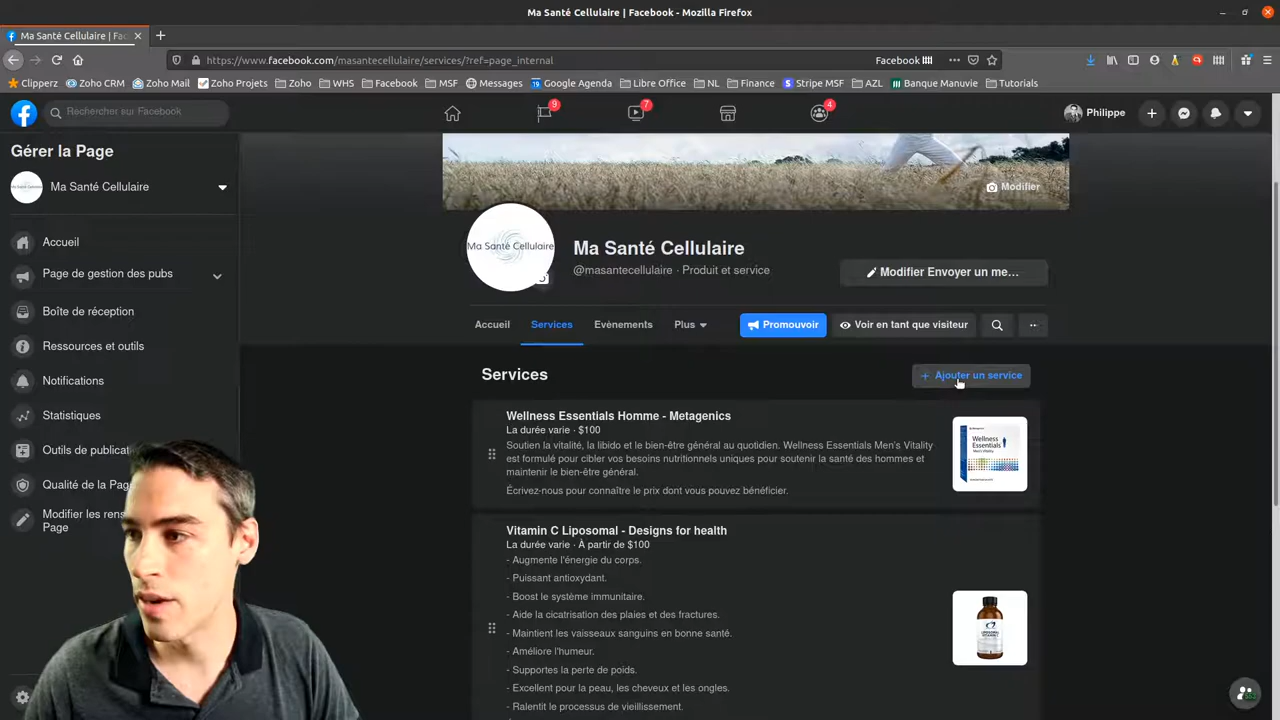 Ma Santé Cellulaire | Facebook - Mozilla Firefox
Ma Santé Cellulaire | Fac
https://www.facebook.com/masantecellulaire/services/?ref=page_internal
Facebook
Clipperz
Zoho CRM
Zoho Mail
Zoho Projets
Zoho
WHS
Facebook
MSF
Messages
Google Agenda
Libre Office
NL
Finance
Stripe MSF
AZL
Banque Manuvie
Tutorials
Rechercher sur Facebook
9
7
4
Philippe
Gérer la Page
Ma Santé Cellulaire
Accueil
Page de gestion des pubs
Boîte de réception
Ressources et outils
Notifications
Statistiques
Outils de publicat
Qualité de la Pag
Modifier les ren
Page
Modifier
Ma Santé Cellulaire
Ma Santé Cellulaire
@masantecellulaire · Produit et service
Modifier Envoyer un me...
Accueil
Services
Evènements
Plus
Promouvoir
Voir en tant que visiteur
Services
+ Ajouter un service
Wellness Essentials Homme - Metagenics
La durée varie · $100
Soutien la vitalité, la libido et le bien-être général au quotidien. Wellness Essentials Men's Vitality
est formulé pour cibler vos besoins nutritionnels uniques pour soutenir la santé des hommes et
maintenir le bien-être général.
Écrivez-nous pour connaître le prix dont vous pouvez bénéficier.
Wellness
Essentials
Men's Vitality
Vitamin C Liposomal - Designs for health
La durée varie · À partir de $100
- Augmente l'énergie du corps.
- Puissant antioxydant.
- Boost le système immunitaire.
- Aide la cicatrisation des plaies et des fractures.
- Maintient les vaisseaux sanguins en bonne santé.
- Améliore l'humeur.
- Supportes la perte de poids.
- Excellent pour la peau, les cheveux et les ongles.
- Ralentit le processus de vieillissement.
LIPOSOMAL
VITAMIN C